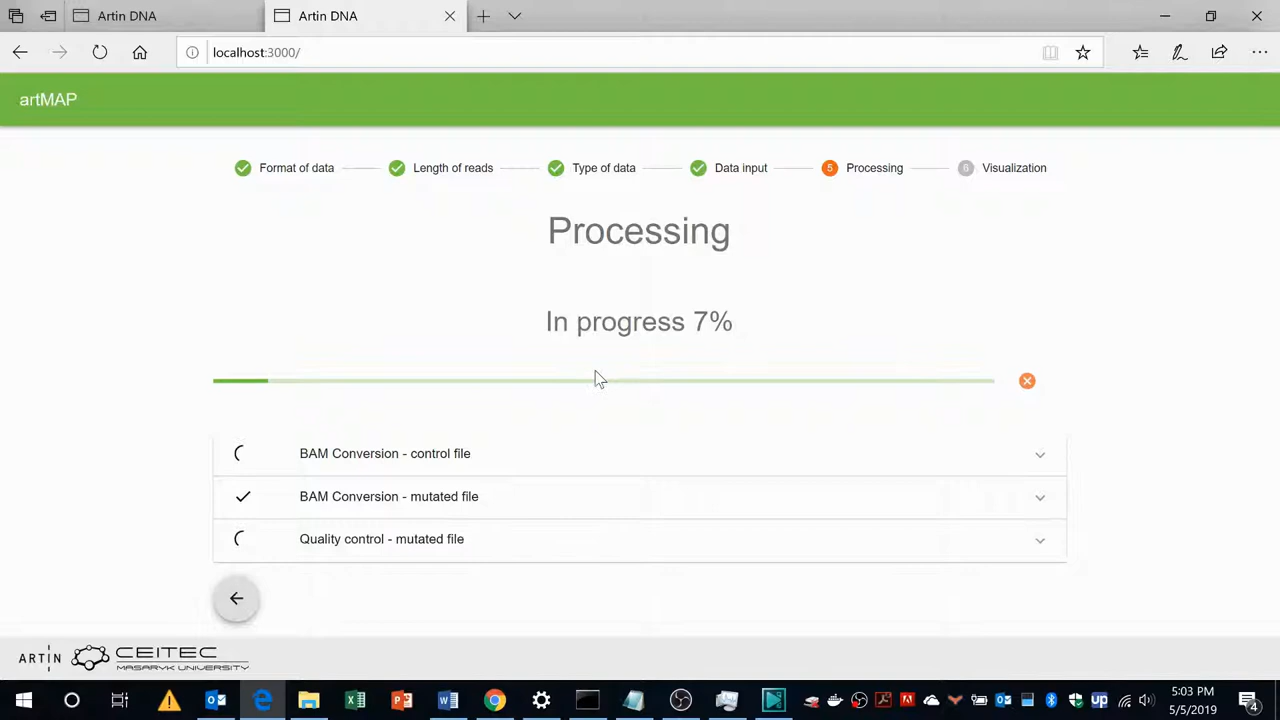 Artin DNA
Artin DNA
localhost:3000/
artMAP
Format of data
Length of reads
Type of data
Data input
5 Processing
6 Visualization
Processing
In progress 7%
BAM Conversion - control file
BAM Conversion - mutated file
Quality control - mutated file
ARTIN
CEITEC
MASARYK UNIVERSITY
5:03 PM
5/5/2019
4
up